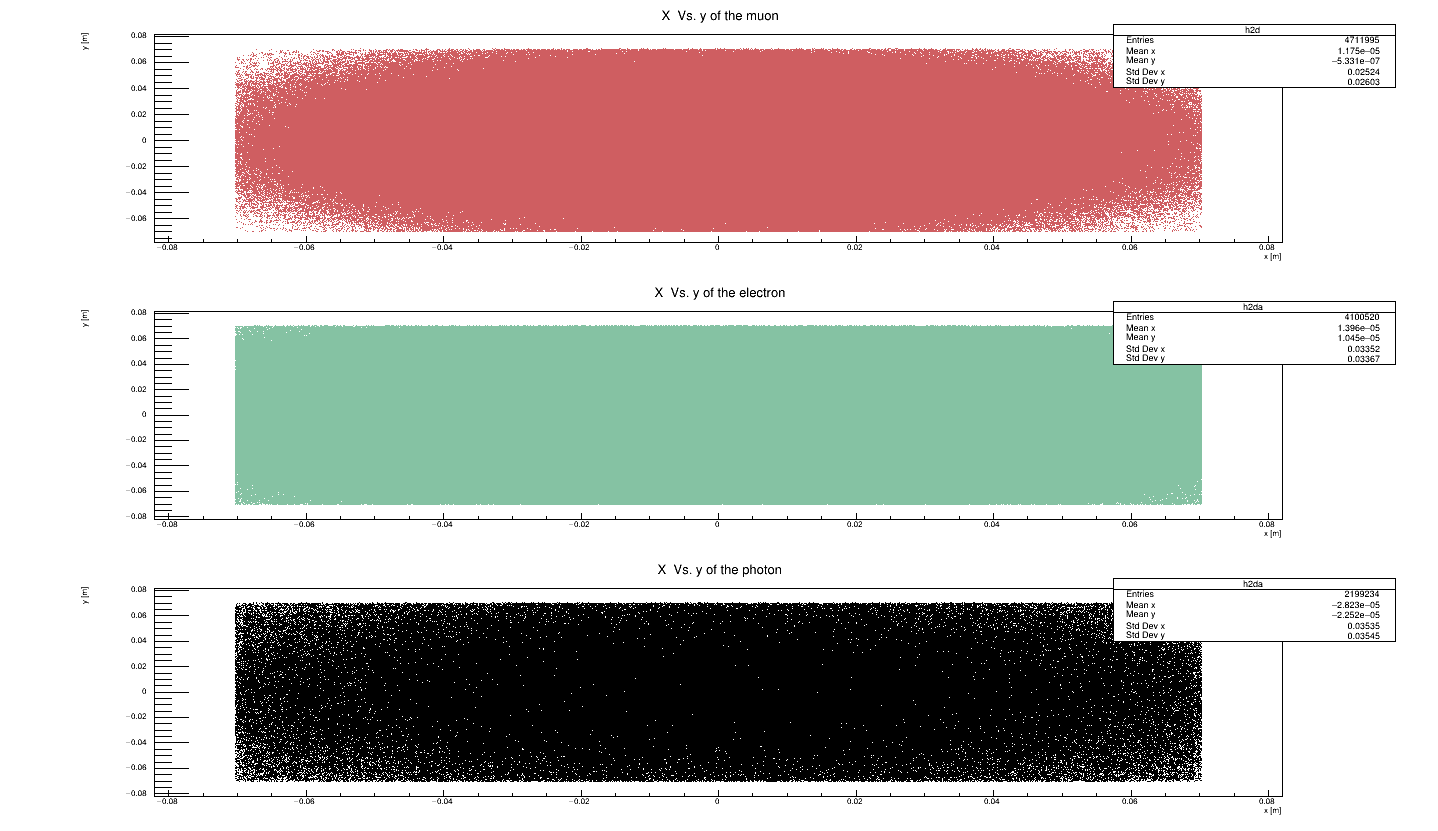 X Vs. y of the muon
y [m]
h2d
Entries 4711995
Mean x 1.175e−05
Mean y −5.331e−07
Std Dev x 0.02524
Std Dev y 0.02603
0.08
0.06
0.04
0.02
0
−0.02
−0.04
−0.06
−0.08 −0.06 −0.04 −0.02 0 0.02 0.04 0.06 0.08
x [m]
X Vs. y of the electron
y [m]
h2da
Entries 4100520
Mean x 1.396e−05
Mean y 1.045e−05
Std Dev x 0.03352
Std Dev y 0.03367
0.08
0.06
0.04
0.02
0
−0.02
−0.04
−0.06
−0.08
−0.08 −0.06 −0.04 −0.02 0 0.02 0.04 0.06 0.08
x [m]
X Vs. y of the photon
y [m]
h2da
Entries 2199234
Mean x −2.823e−05
Mean y −2.252e−05
Std Dev x 0.03535
Std Dev y 0.03545
0.08
0.06
0.04
0.02
0
−0.02
−0.04
−0.06
−0.08
−0.08 −0.06 −0.04 −0.02 0 0.02 0.04 0.06 0.08
x [m]